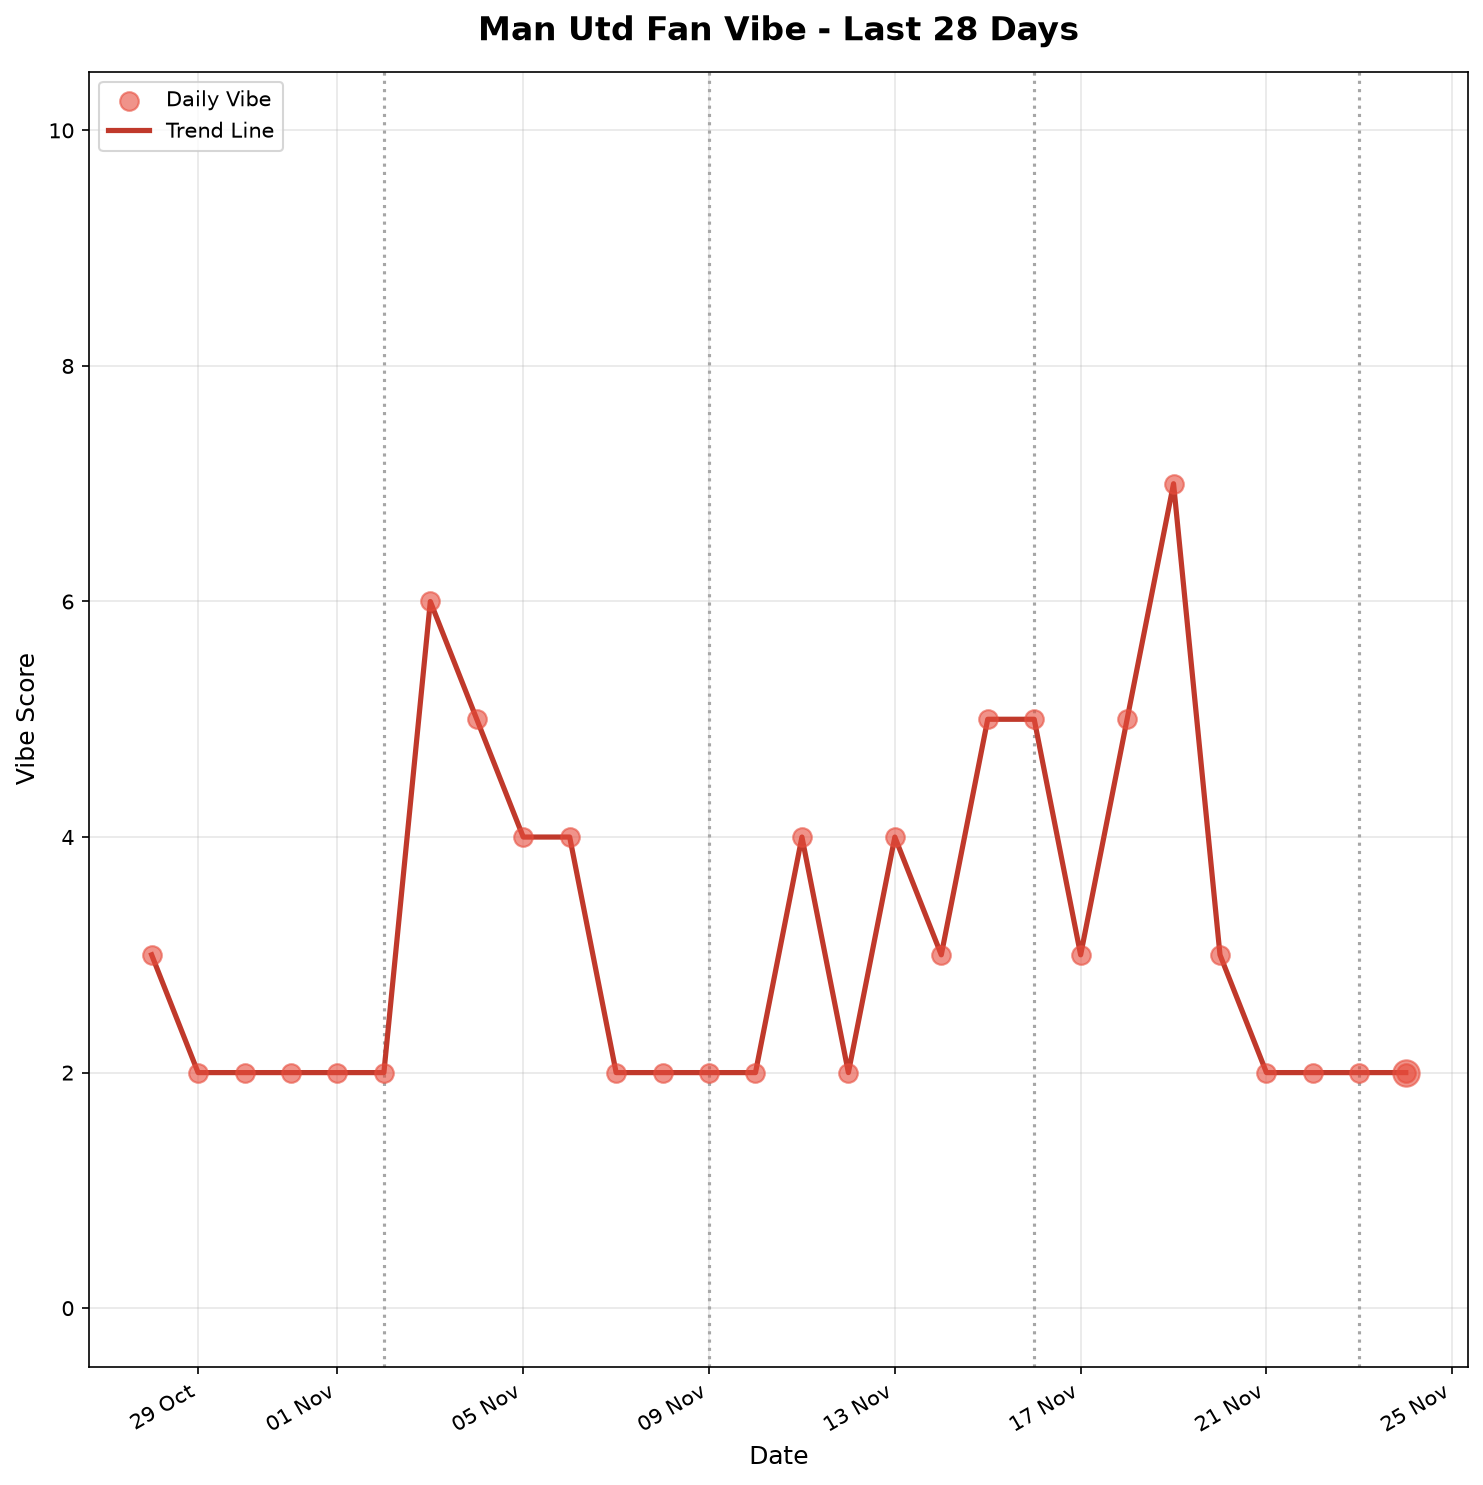 Man Utd Fan Vibe - Last 28 Days
Daily Vibe
Trend Line
10
8
6
4
2
0
Vibe Score
29 Oct
01 Nov
05 Nov
09 Nov
13 Nov
17 Nov
21 Nov
25 Nov
Date